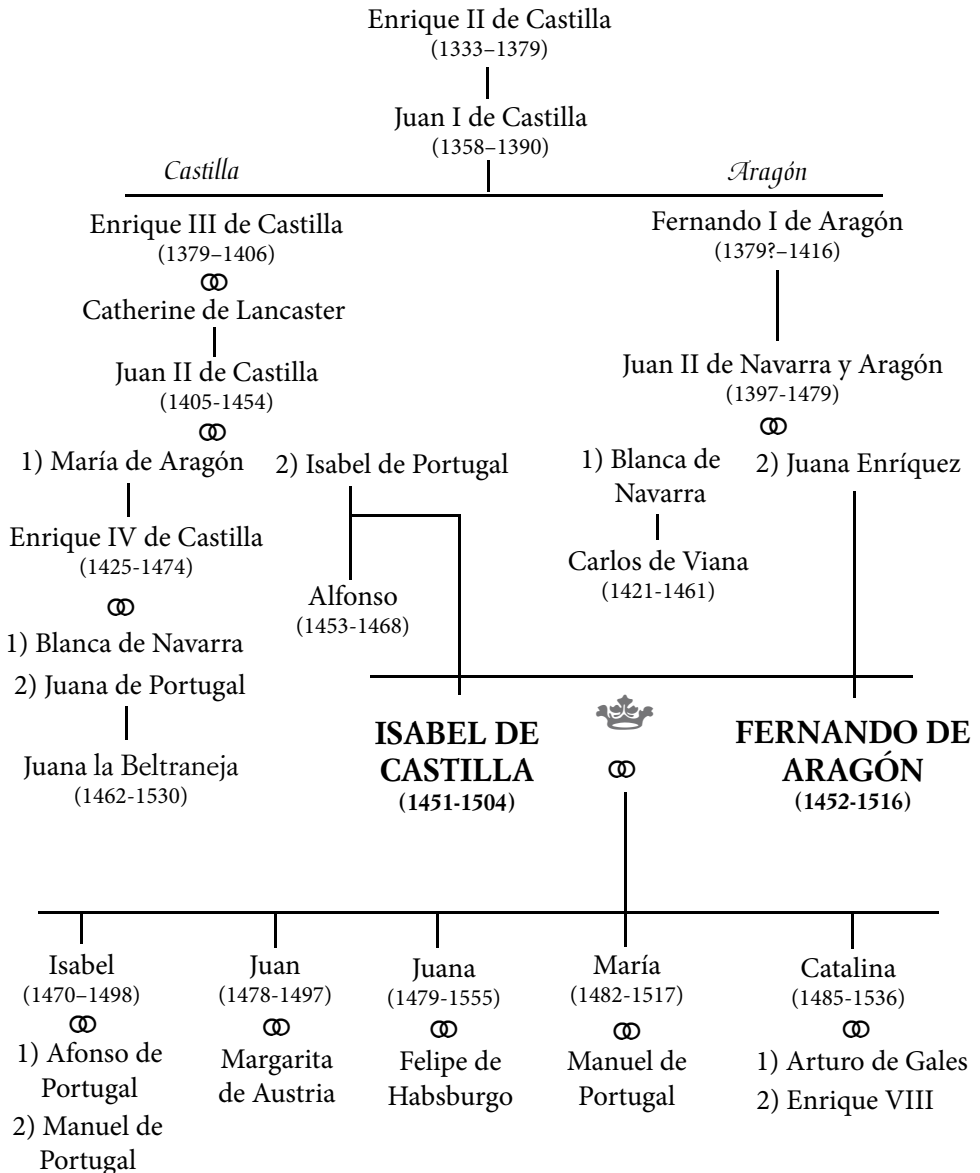 Enrique II de Castilla
(1333–1379)
Juan I de Castilla
(1358–1390)
Castilla
Aragón
Enrique III de Castilla
(1379–1406)
Catherine de Lancaster
Fernando I de Aragón
(1379?–1416)
Juan II de Castilla
(1405-1454)
Juan II de Navarra y Aragón
(1397-1479)
1) María de Aragón
2) Isabel de Portugal
1) Blanca de
Navarra
2) Juana Enríquez
Enrique IV de Castilla
(1425-1474)
Alfonso
(1453-1468)
Carlos de Viana
(1421-1461)
1) Blanca de Navarra
2) Juana de Portugal
Juana la Beltraneja
(1462-1530)
ISABEL DE
CASTILLA
(1451-1504)
FERNANDO DE
ARAGÓN
(1452-1516)
Isabel
(1470–1498)
1) Afonso de
Portugal
2) Manuel de
Portugal
Juan
(1478-1497)
Margarita
de Austria
Juana
(1479-1555)
Felipe de
Habsburgo
María
(1482-1517)
Manuel de
Portugal
Catalina
(1485-1536)
1) Arturo de Gales
2) Enrique VIII